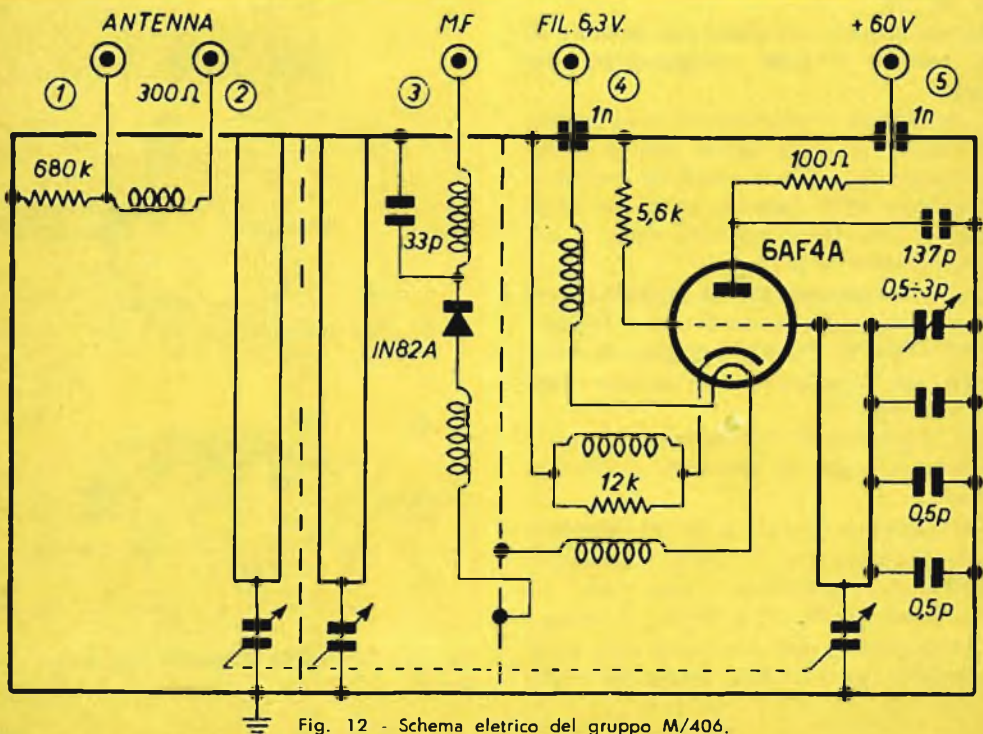 ANTENNA
M.F
FIL. 6,3V.
+ 60V
1
300Ω
2
3
4
5
1n
1n
680k
33p
5,6k
100Ω
6AF4A
137p
0,5÷3p
IN82A
12k
0,5p
0,5p
Fig. 12 - Schema eletrico del gruppo M/406.